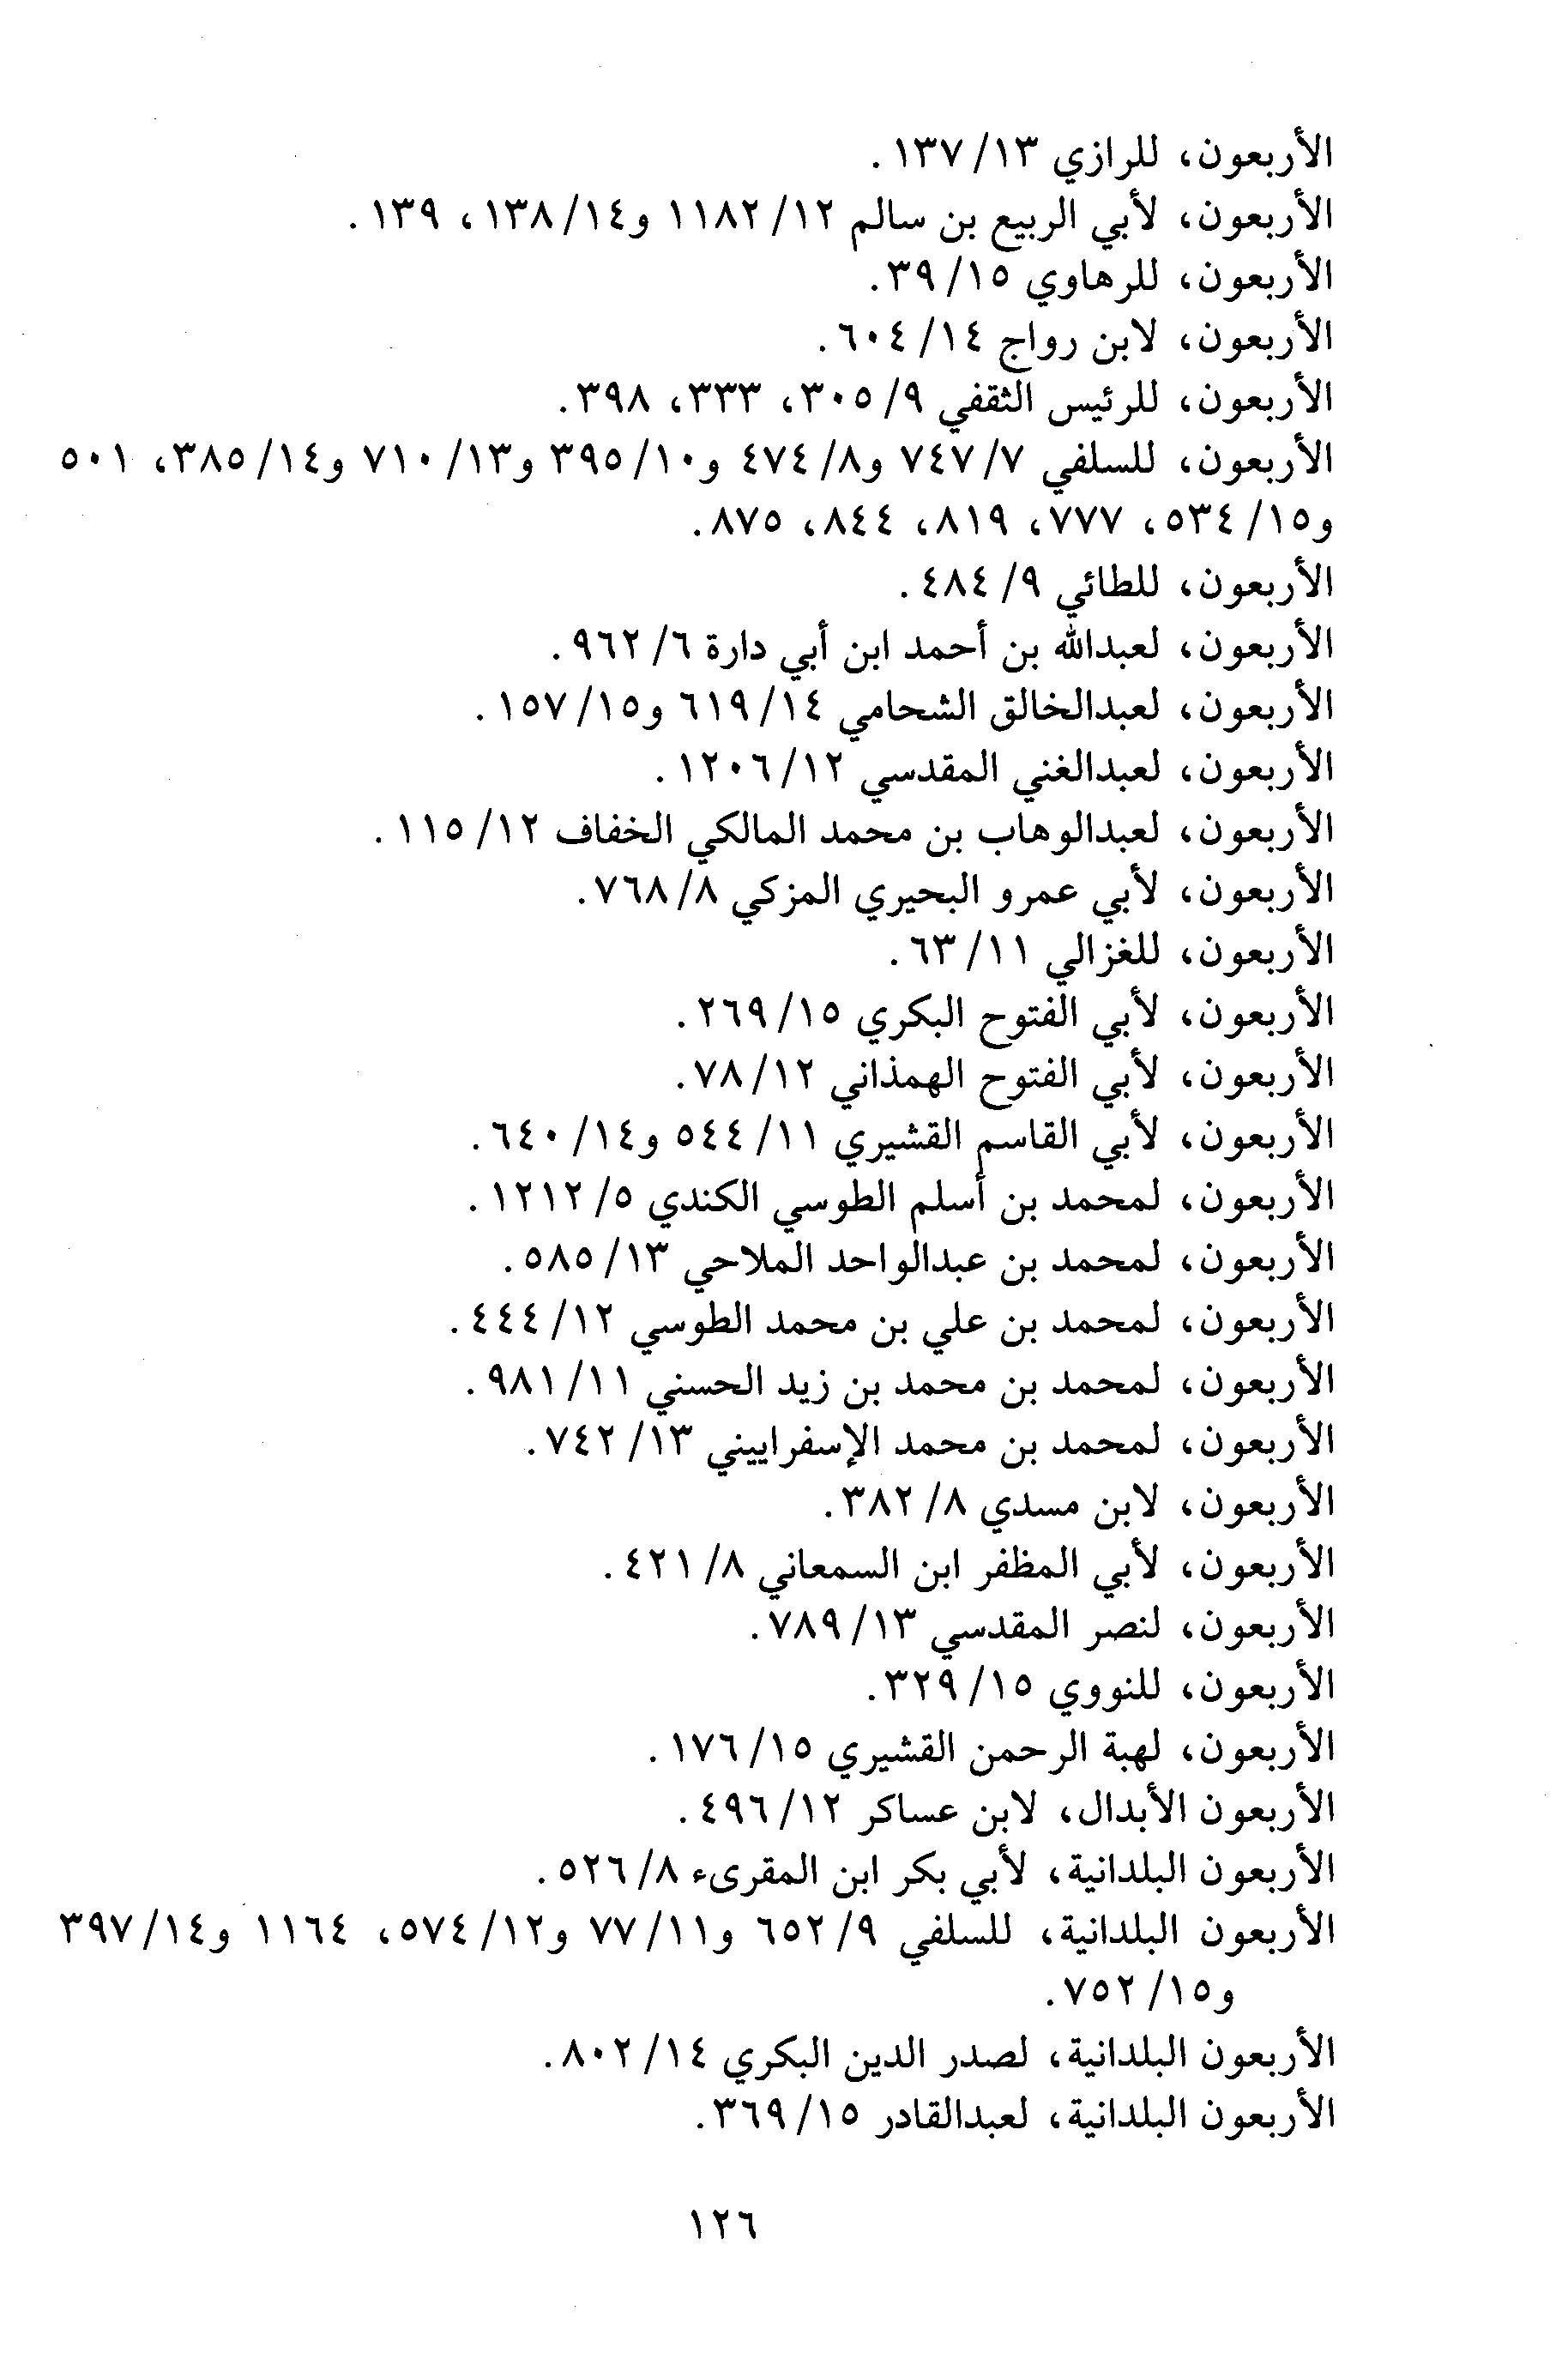 الأربعون، للرازي ١٣/ ١٣٧.
الأربعون، لأبي الربيع بن سالم ١٢/ ١١٨٢ و١٤/ ١٣٨، ١٣٩.
الأربعون، للرهاوي ١٥/ ٣٩.
الأربعون، لابن رواج ١٤/ ٦٠٤.
الأربعون، للرئيس الثقفي ٩/ ٣٠٥، ٣٣٣، ٣٩٨.
الأربعون، للسلفي ٧/ ٧٤٧ و٨/ ٤٧٤ و١٠/ ٣٩٥ و١٣/ ٧١٠ و١٤/ ٣٨٥، ٥٠١
و١٥/ ٥٣٤، ٧٧٧، ٨١٩، ٨٤٤، ٨٧٥.
الأربعون، للطائي ٩/ ٤٨٤.
الأربعون، لعبدالله بن أحمد ابن أبي دارة ٦/ ٩٦٢.
الأربعون، لعبدالخالق الشحامي ١٤/ ٦١٩ و١٥/ ١٥٧.
الأربعون، لعبدالغني المقدسي ١٢/ ١٢٠٦.
الأربعون، لعبدالوهاب بن محمد المالكي الخفاف ١٢/ ١١٥.
الأربعون، لأبي عمرو البحيري المزكي ٨/ ٧٦٨.
الأربعون، للغزالي ١١/ ٦٣.
الأربعون، لأبي الفتوح البكري ١٥/ ٢٦٩.
الأربعون، لأبي الفتوح الهمذاني ١٢/ ٧٨.
الأربعون، لأبي القاسم القشيري ١١/ ٥٤٤ و١٤/ ٦٤٠.
الأربعون، لمحمد بن أسلم الطوسي الكندي ٥/ ١٢١٢.
الأربعون، لمحمد بن عبدالواحد الملاحي ١٣/ ٥٨٥.
الأربعون، لمحمد بن علي بن محمد الطوسي ١٢/ ٤٤٤.
الأربعون، لمحمد بن محمد بن زيد الحسني ١١/ ٩٨١.
الأربعون، لمحمد بن محمد الإسفراييني ١٣/ ٧٤٢.
الأربعون، لابن مسدي ٨/ ٣٨٢.
الأربعون، لأبي المظفر ابن السمعاني ٨/ ٤٢١.
الأربعون، لنصر المقدسي ١٣/ ٧٨٩.
الأربعون، للنووي ١٥/ ٣٢٩.
الأربعون، لهبة الرحمن القشيري ١٥/ ١٧٦.
الأربعون الأبدال، لابن عساكر ١٢/ ٤٩٦.
الأربعون البلدانية، لأبي بكر ابن المقرىء ٨/ ٥٢٦.
الأربعون البلدانية، للسلفي ٩/ ٦٥٢ و١١/ ٧٧ و١٢/ ٥٧٤، ١١٦٤ و١٤/ ٣٩٧
و١٥/ ٧٥٢.
الأربعون البلدانية، لصدر الدين البكري ١٤/ ٨٠٢.
الأربعون البلدانية، لعبدالقادر ١٥/ ٣٦٩.
١٢٦